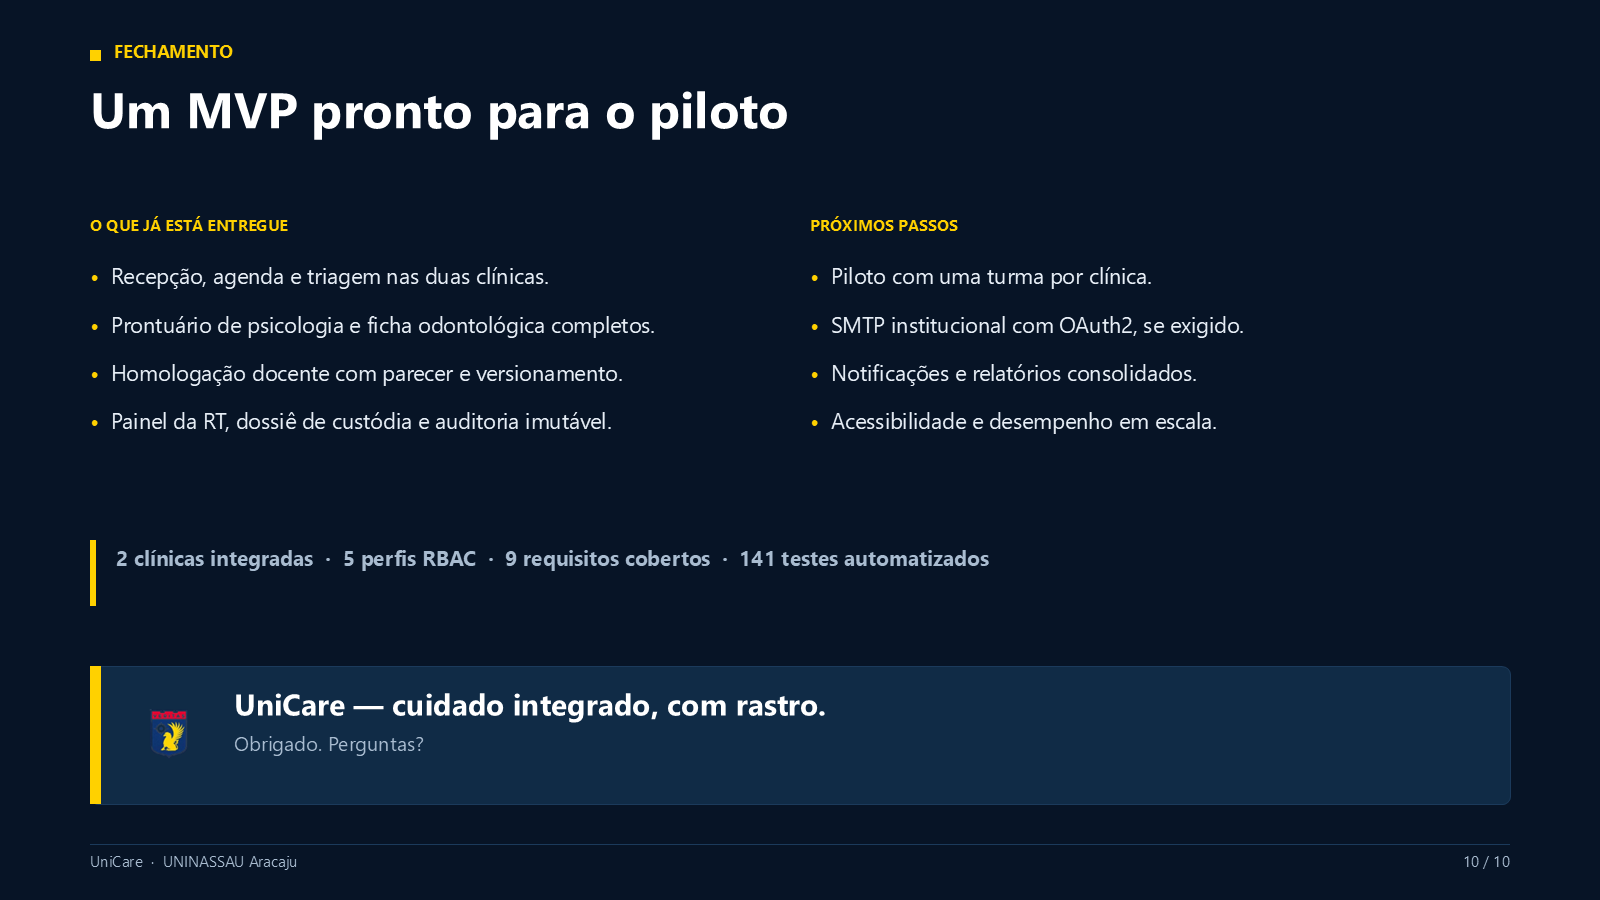 FECHAMENTO
Um MVP pronto para o piloto
O QUE JÁ ESTÁ ENTREGUE
• Recepção, agenda e triagem nas duas clínicas.
• Prontuário de psicologia e ficha odontológica completos.
• Homologação docente com parecer e versionamento.
• Painel da RT, dossiê de custódia e auditoria imutável.
PRÓXIMOS PASSOS
• Piloto com uma turma por clínica.
• SMTP institucional com OAuth2, se exigido.
• Notificações e relatórios consolidados.
• Acessibilidade e desempenho em escala.
2 clínicas integradas · 5 perfis RBAC · 9 requisitos cobertos · 141 testes automatizados
UniCare — cuidado integrado, com rastro.
Obrigado. Perguntas?
UniCare · UNINASSAU Aracaju
10 / 10